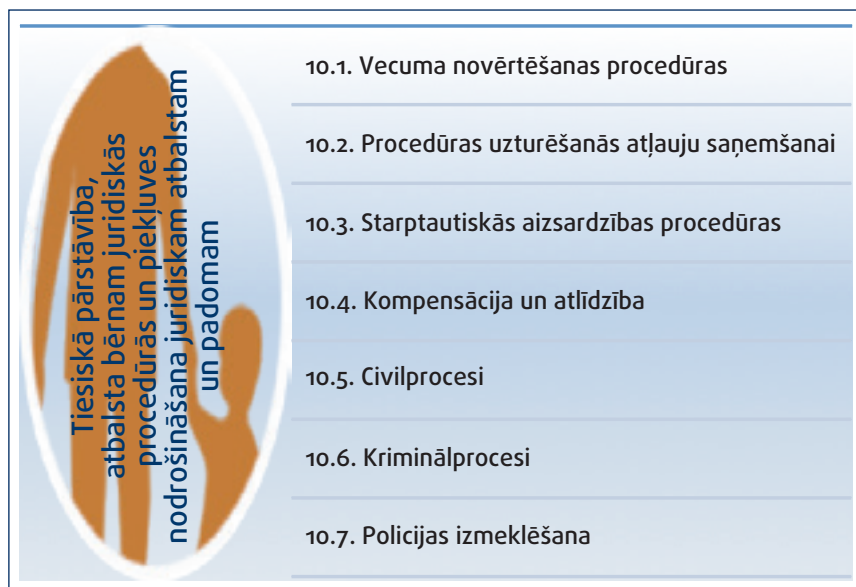 Tiesiskā pārstāvība,
atbalsta bērnam juridiskās
procedūrās un piekļuves
nodrošināšana juridiskam atbalstam
un padomam
10.1. Vecuma novērtēšanas procedūras
10.2. Procedūras uzturēšanās atļauju saņemšanai
10.3. Starptautiskās aizsardzības procedūras
10.4. Kompensācija un atlīdzība
10.5. Civilprocesi
10.6. Kriminālprocesi
10.7. Policijas izmeklēšana